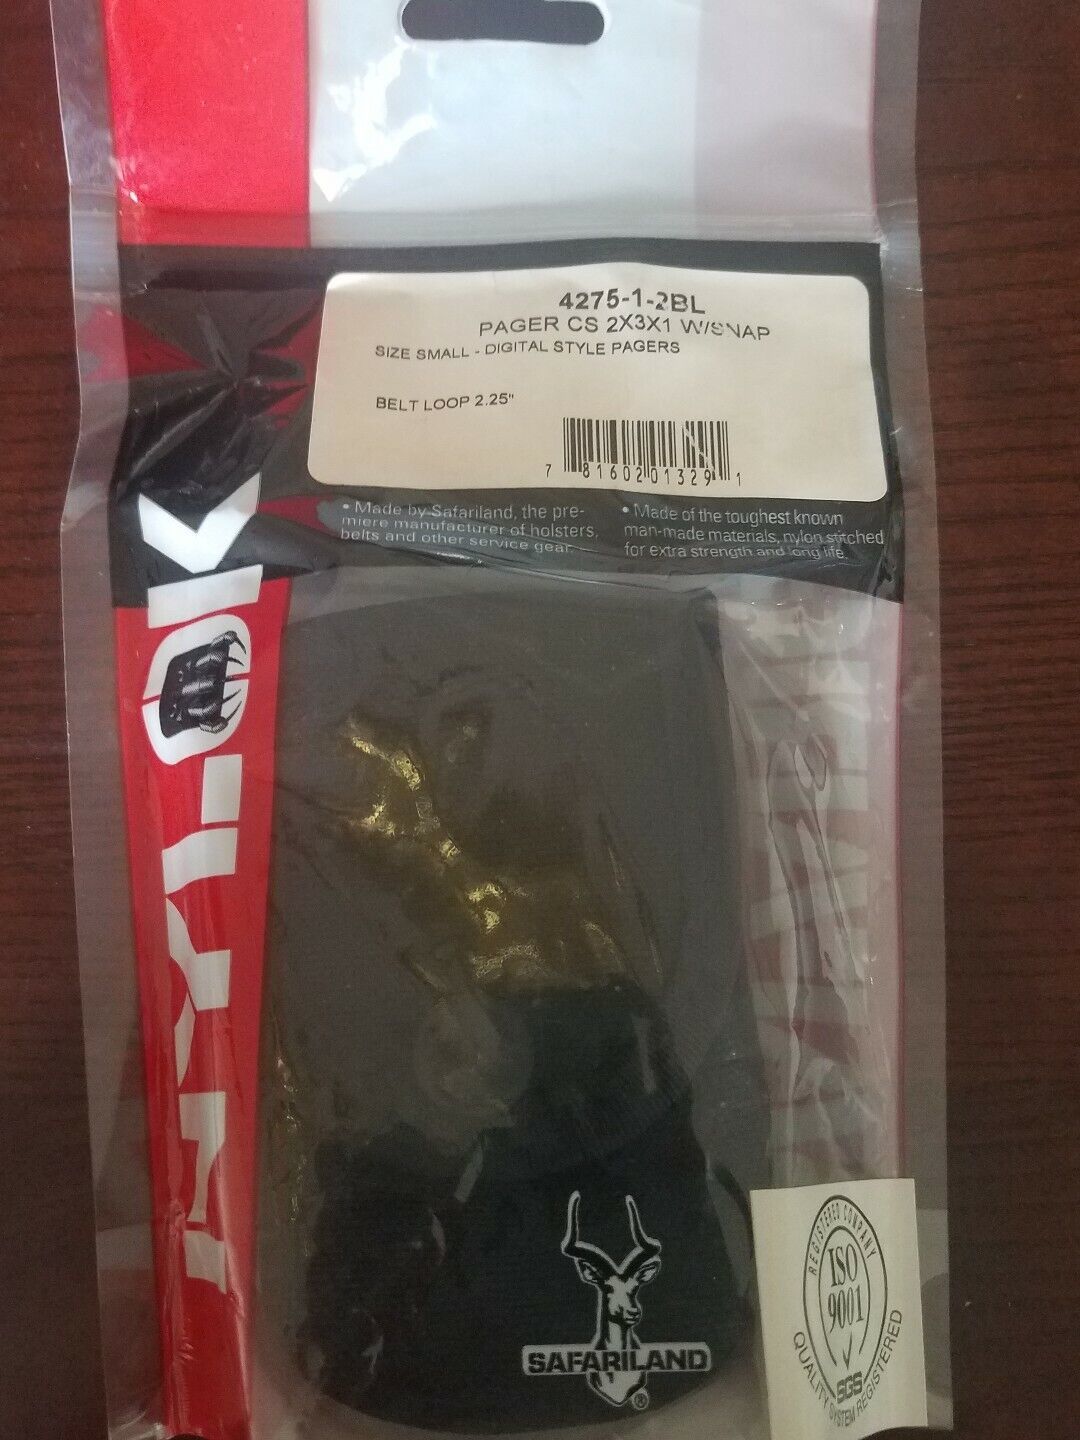 4275-1-2BL
PAGER CS 2X3X1 W/SNAP
SIZE SMALL - DIGITAL STYLE PAGERS
BELT LOOP 2.25"
7 81602 01329 1
• Made by Safariland, the pre-
miere manufacturer of holsters,
belts and other service gear.
• Made of the toughest known
man-made materials, nylon stitched
for extra strength and long life.
SAFARILAND
®
REGISTERED COMPANY
ISO
9001
SGS
QUALITY SYSTEM REGISTERED